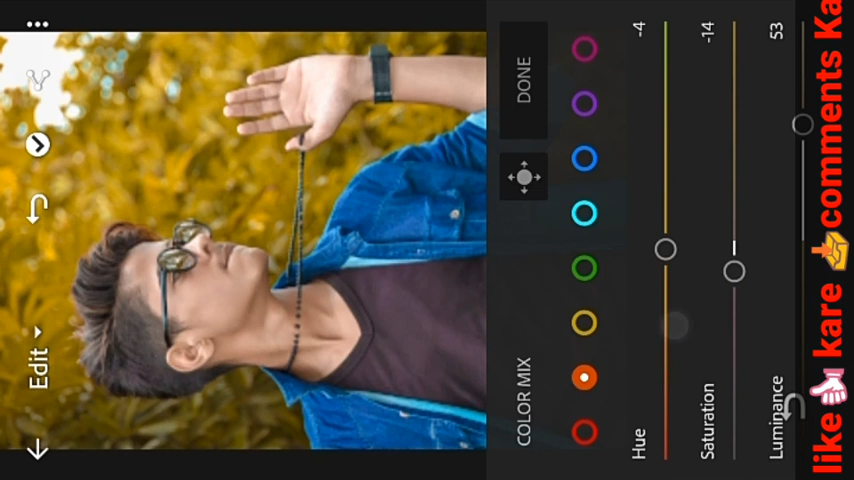 Edit
COLOR MIX
DONE
Hue
-4
Saturation
-14
Luminance
53
like 👍 kare 📥 comments Ka